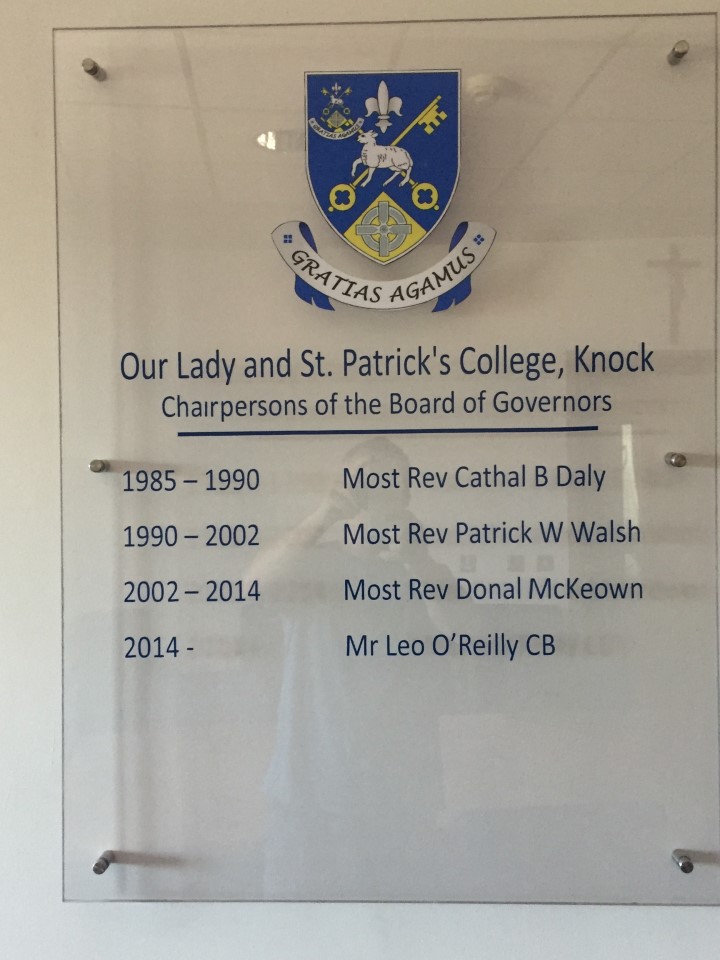 GRATIAS AGAMUS
GRATIAS AGAMUS
Our Lady and St. Patrick's College, Knock
Chairpersons of the Board of Governors
1985 – 1990 Most Rev Cathal B Daly
1990 – 2002 Most Rev Patrick W Walsh
2002 – 2014 Most Rev Donal McKeown
2014 - Mr Leo O’Reilly CB